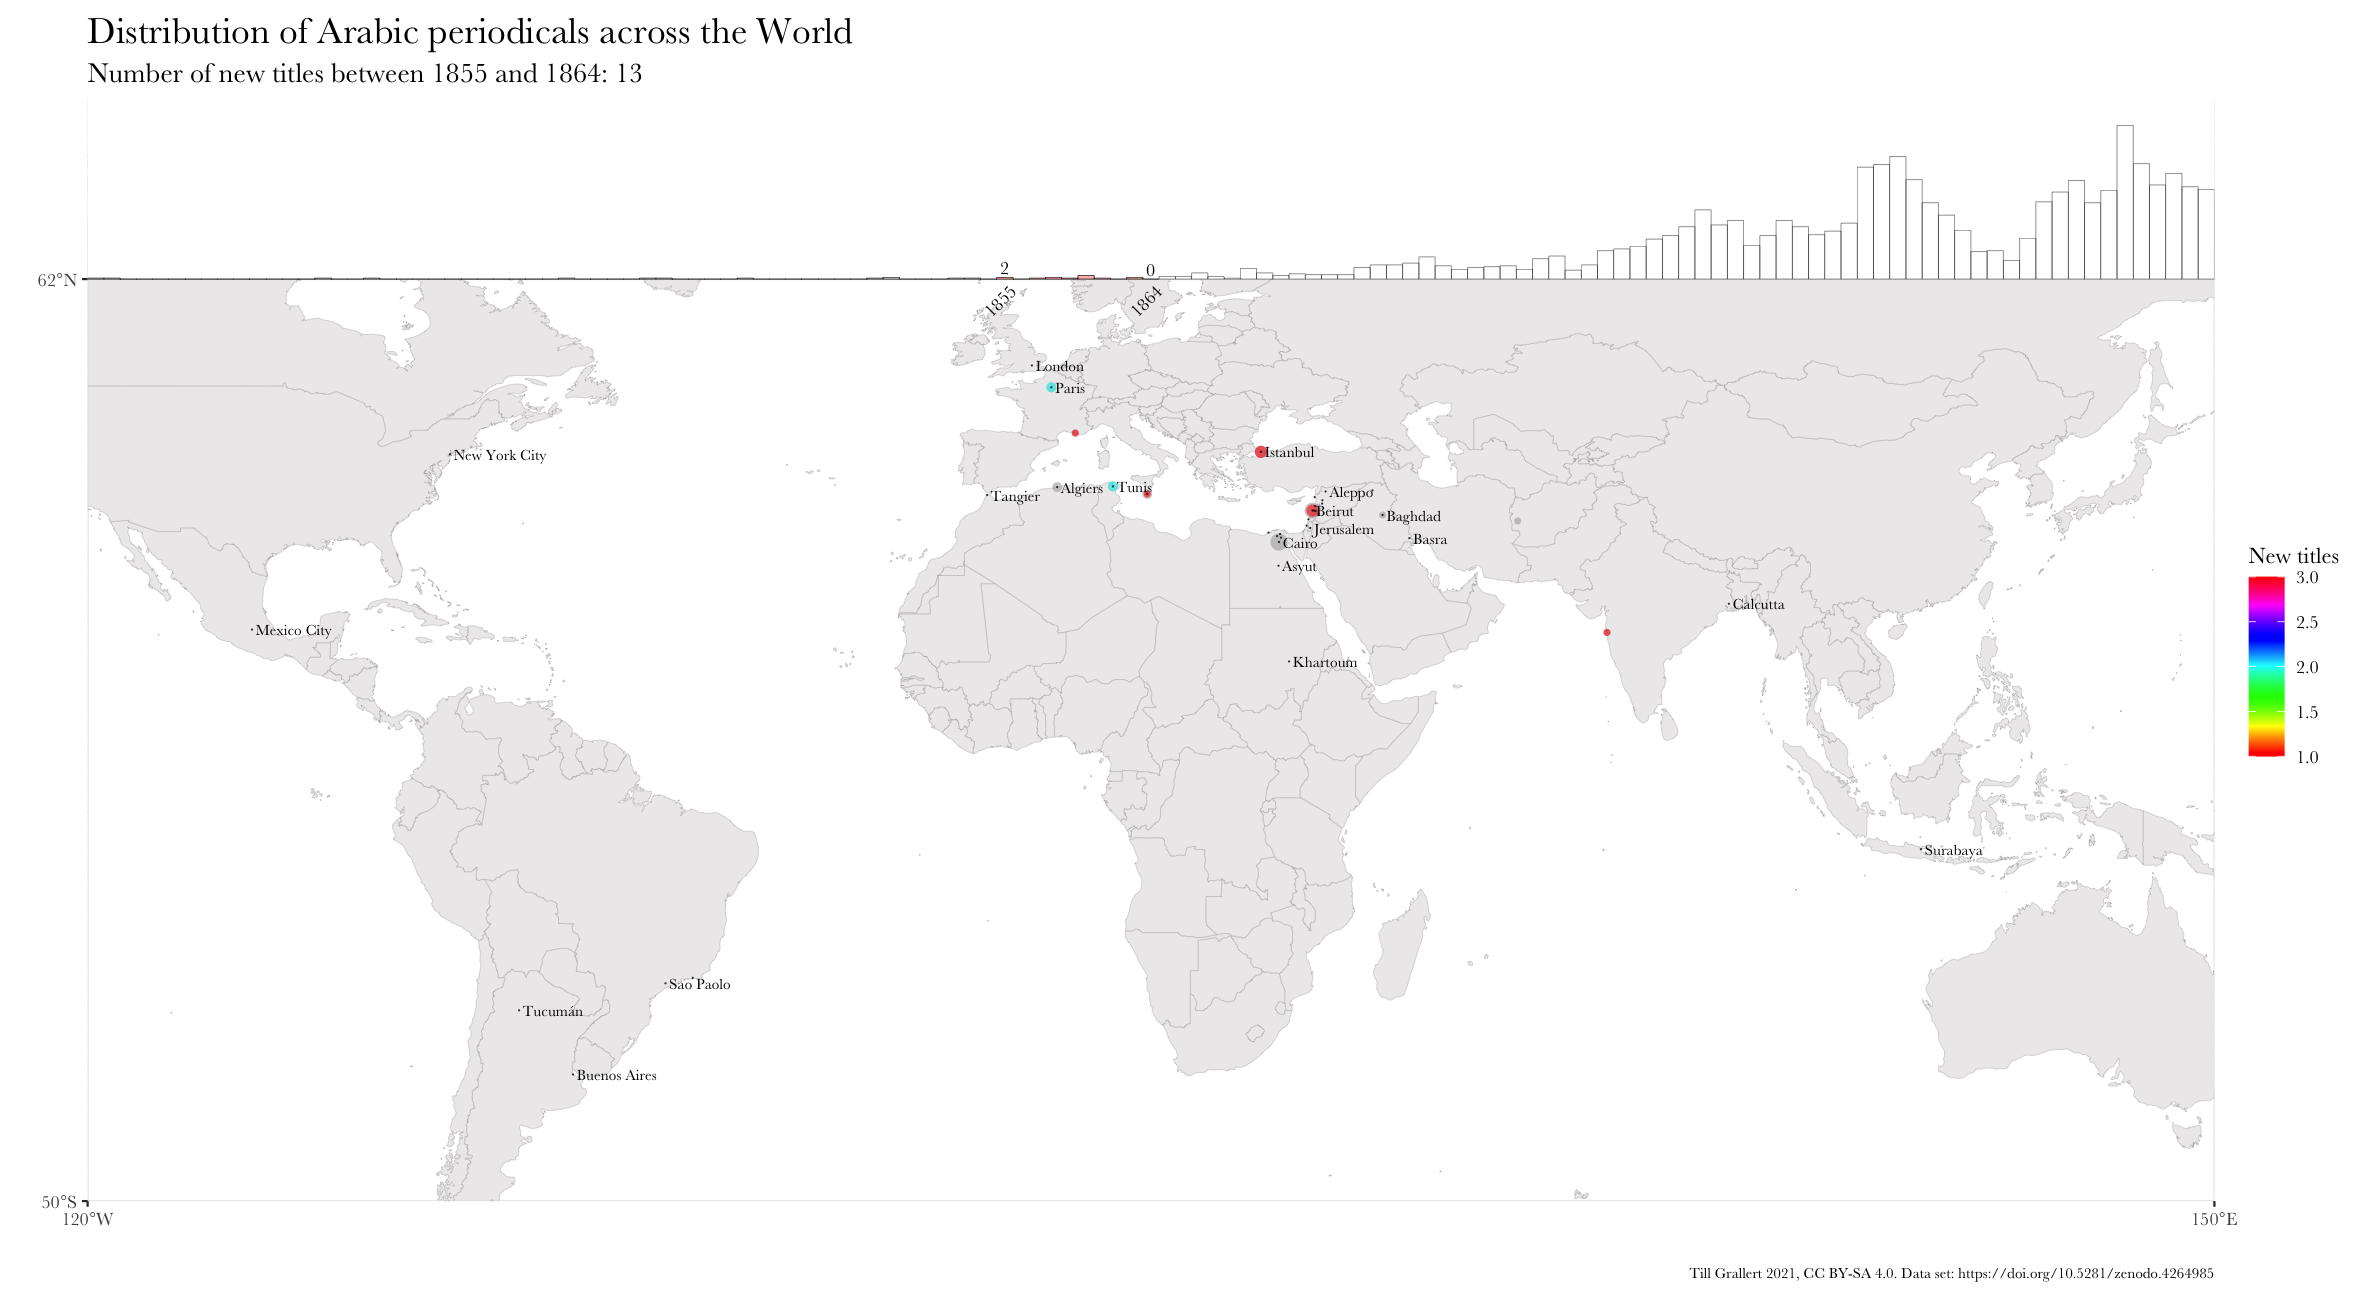 Distribution of Arabic periodicals across the World
Number of new titles between 1855 and 1864: 13
62°N
2
0
1855
1864
London
Paris
New York City
Istanbul
Tangier
Algiers
Tunis
Aleppo
Beirut
Baghdad
Jerusalem
Basra
Cairo
Asyut
Calcutta
Mexico City
Khartoum
Surabaya
Sao Paolo
Tucumán
Buenos Aires
New titles
3.0
2.5
2.0
1.5
1.0
50°S
120°W
150°E
Till Grallert 2021, CC BY-SA 4.0. Data set: https://doi.org/10.5281/zenodo.4264985